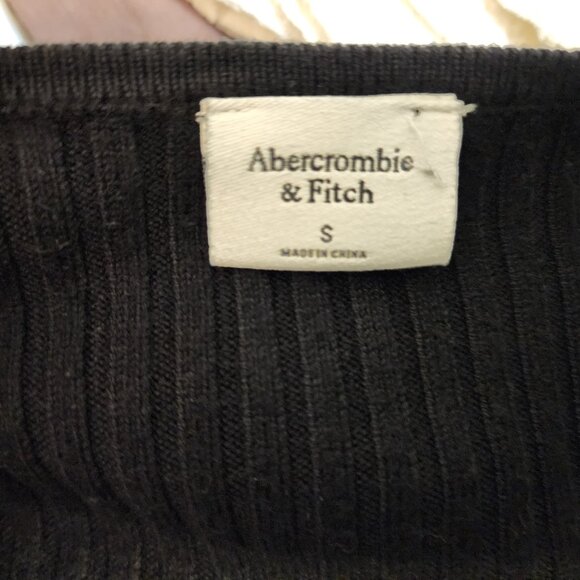 Abercrombie
& Fitch
S
MADE IN CHINA